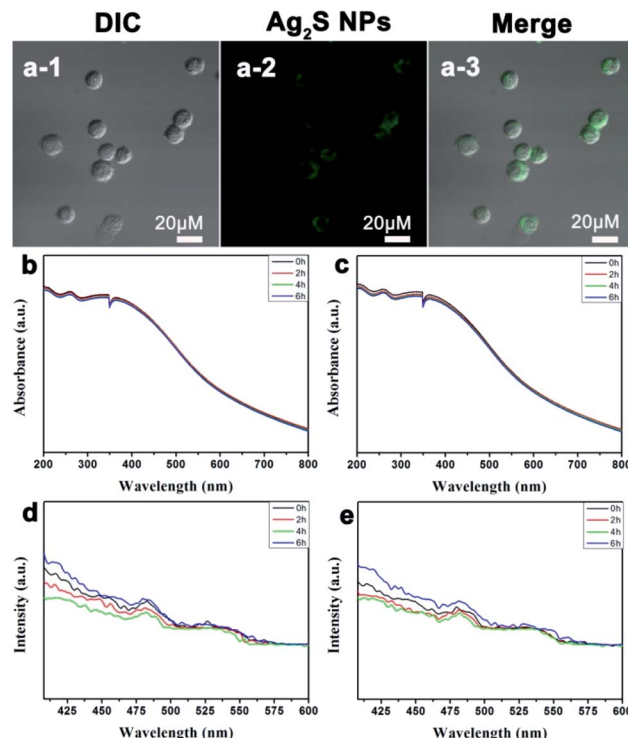 DIC Ag₂S NPs Merge
a-1 a-2 a-3
20μM 20μM 20μM
b c
0h
2h
4h
6h
0h
2h
4h
6h
Absorbance (a.u.)
Absorbance (a.u.)
200 300 400 500 600 700 800
200 300 400 500 600 700 800
Wavelength (nm)
Wavelength (nm)
d e
0h
2h
4h
6h
0h
2h
4h
6h
Intensity (a.u.)
Intensity (a.u.)
425 450 475 500 525 550 575 600
425 450 475 500 525 550 575 600
Wavelength (nm)
Wavelength (nm)